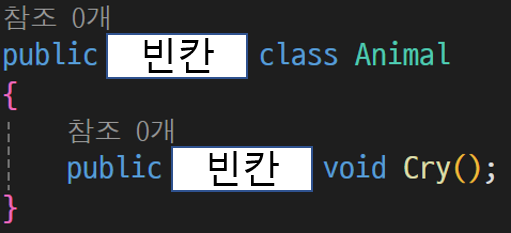 참조 0개
public 빈칸 class Animal
{
참조 0개
public 빈칸 void Cry();
}